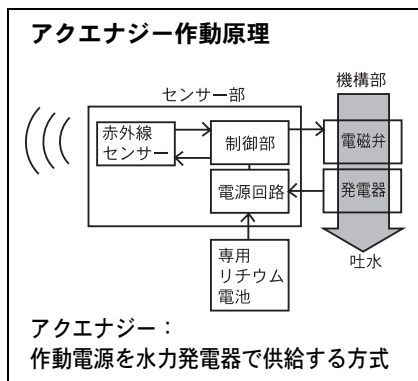 アクエナジー作動原理
機構部
センサー部
赤外線
センサー
制御部
電磁弁
電源回路
発電器
専用
リチウム
電池
吐水
アクエナジー：
作動電源を水力発電器で供給する方式